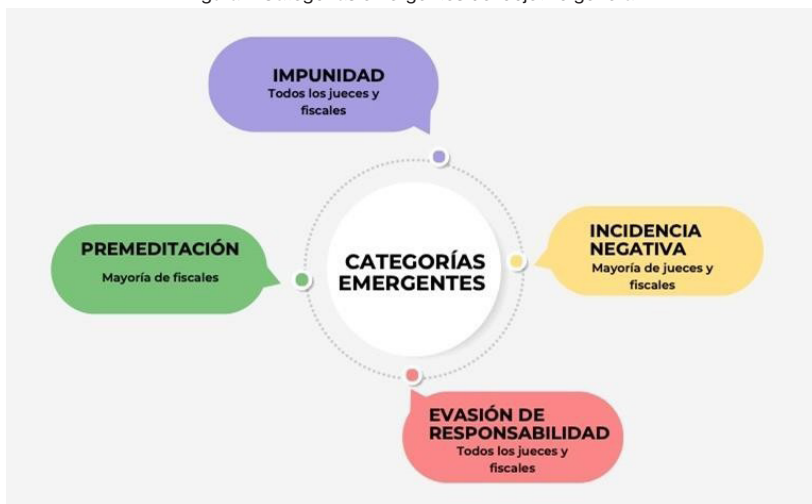 IMPUNIDAD
Todos los jueces y
fiscales
PREMEDITACIÓN
Mayoría de fiscales
CATEGORÍAS
EMERGENTES
INCIDENCIA
NEGATIVA
Mayoría de jueces y
fiscales
EVASIÓN DE
RESPONSABILIDAD
Todos los jueces y
fiscales